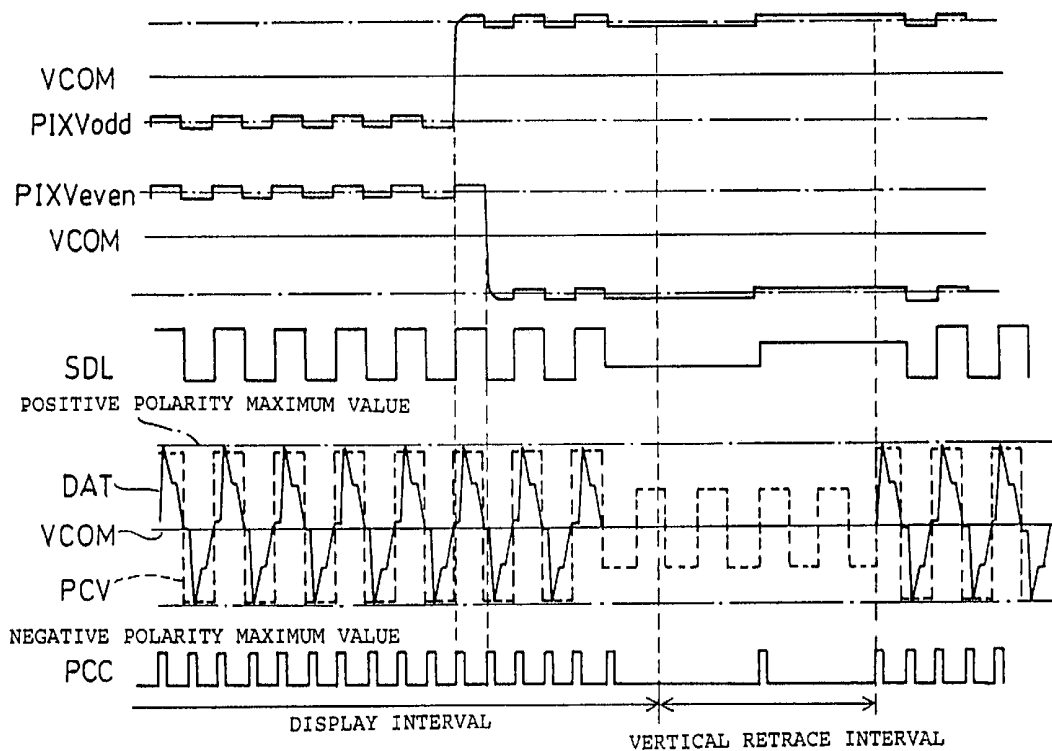 VCOM
PIXVodd
PIXVeven
VCOM
SDL
POSITIVE POLARITY MAXIMUM VALUE
DAT
VCOM
PCV
NEGATIVE POLARITY MAXIMUM VALUE
PCC
DISPLAY INTERVAL
VERTICAL RETRACE INTERVAL